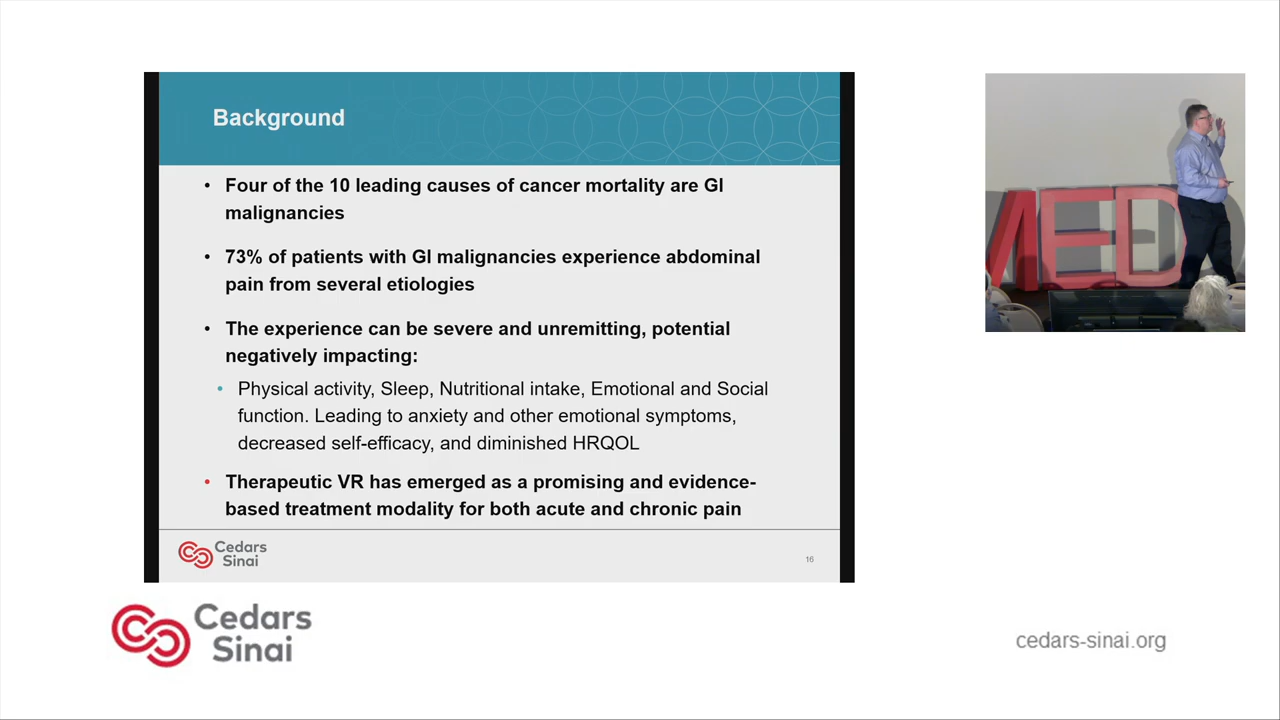 Background
• Four of the 10 leading causes of cancer mortality are GI
malignancies
• 73% of patients with GI malignancies experience abdominal
pain from several etiologies
• The experience can be severe and unremitting, potential
negatively impacting:
• Physical activity, Sleep, Nutritional intake, Emotional and Social
function. Leading to anxiety and other emotional symptoms,
decreased self-efficacy, and diminished HRQOL
• Therapeutic VR has emerged as a promising and evidence-
based treatment modality for both acute and chronic pain
Cedars
Sinai
16
MED
Cedars
Sinai
cedars-sinai.org